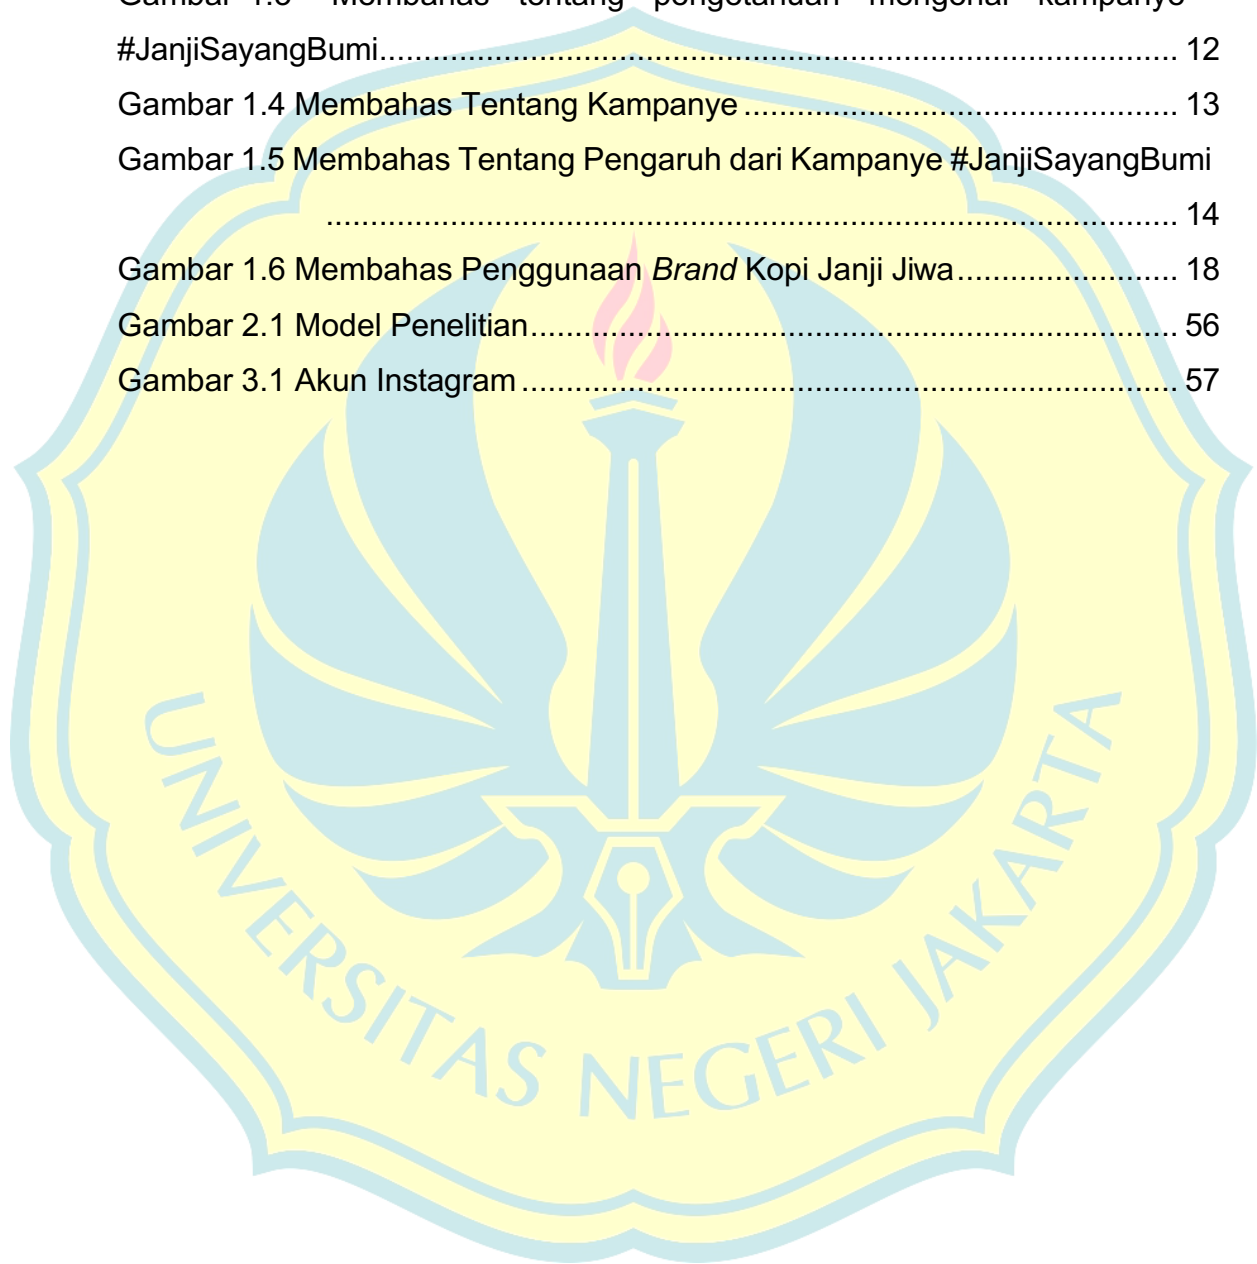 Gambar 1.3 Membahas tentang pengetahuan mengenai kampanye
#JanjiSayangBumi........................................................................................... 12
Gambar 1.4 Membahas Tentang Kampanye ................................................. 13
Gambar 1.5 Membahas Tentang Pengaruh dari Kampanye #JanjiSayangBumi
................................................................................................. 14
Gambar 1.6 Membahas Penggunaan Brand Kopi Janji Jiwa......................... 18
Gambar 2.1 Model Penelitian......................................................................... 56
Gambar 3.1 Akun Instagram .......................................................................... 57
UNIVERSITAS NEGERI JAKARTA